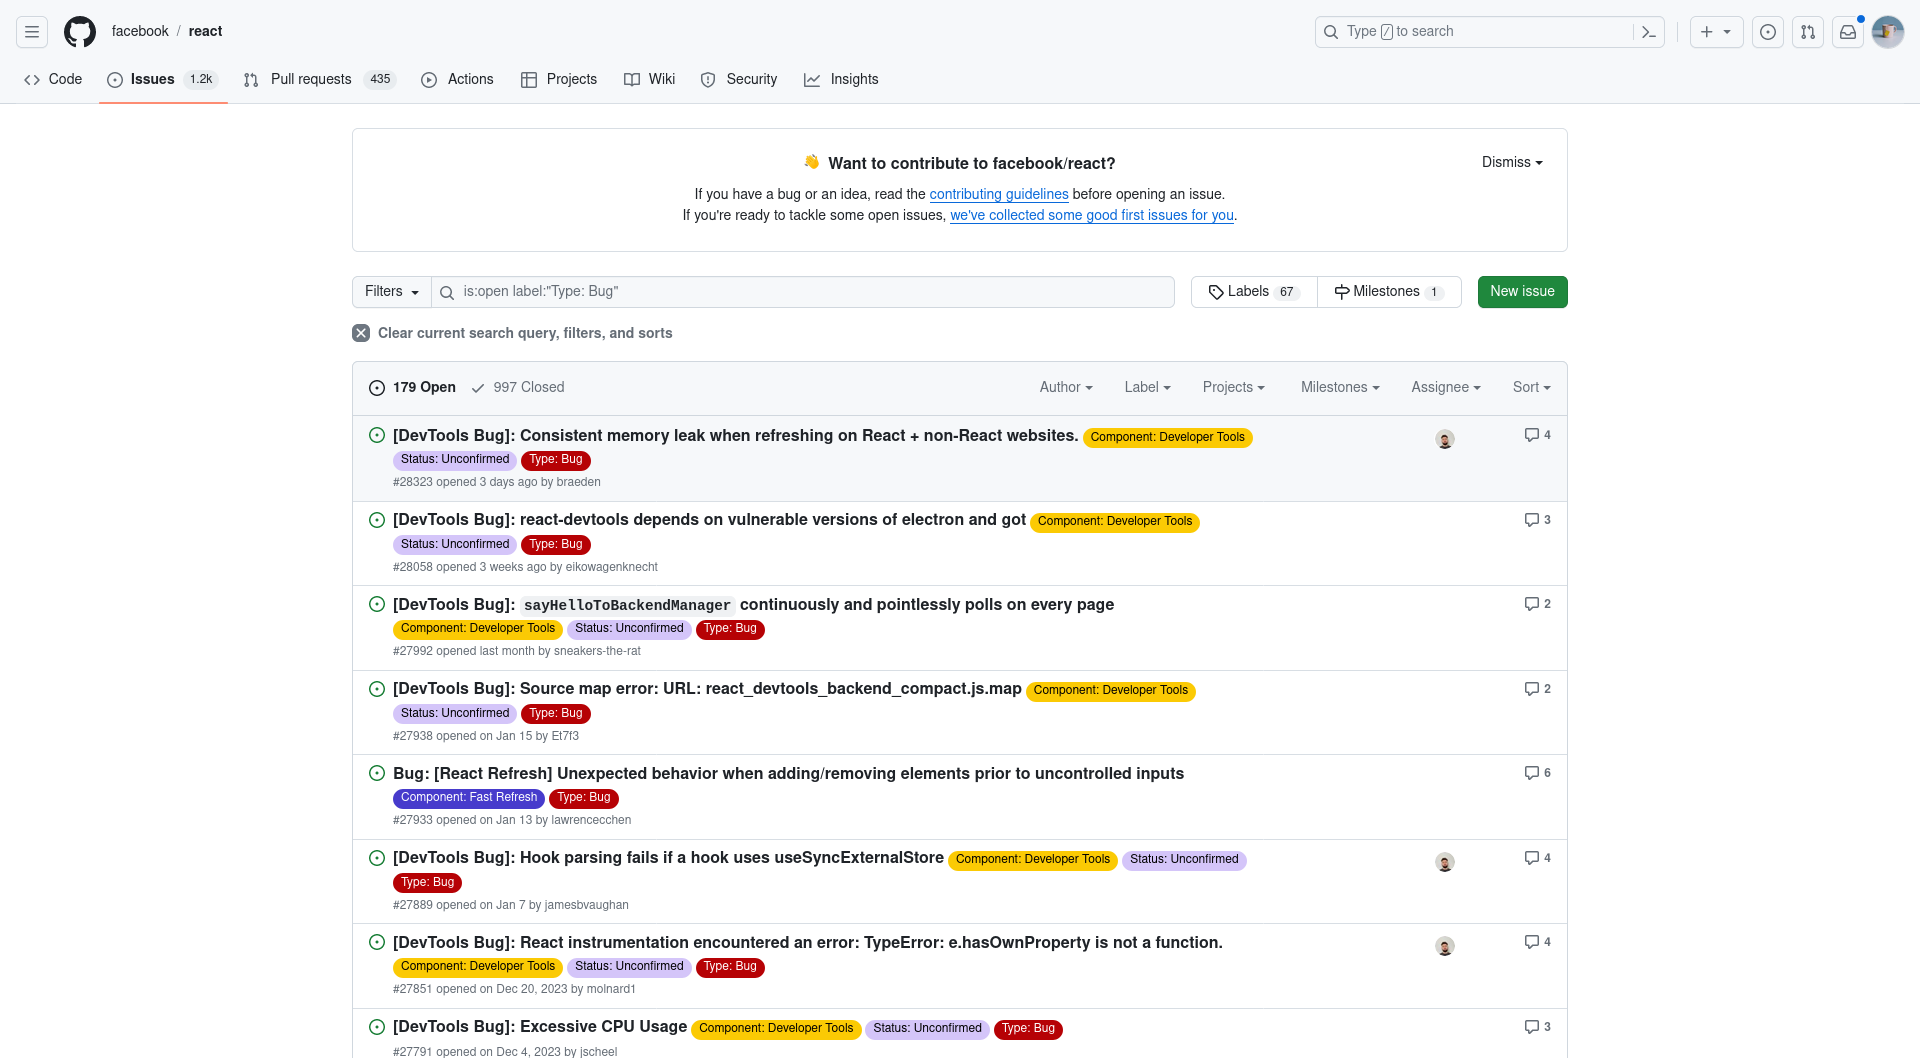 facebook / react
Type / to search
Code
Issues 1.2k
Pull requests 435
Actions
Projects
Wiki
Security
Insights
👋 Want to contribute to facebook/react?
Dismiss
If you have a bug or an idea, read the contributing guidelines before opening an issue.
If you're ready to tackle some open issues, we've collected some good first issues for you.
Filters
is:open label:"Type: Bug"
Labels 67
Milestones 1
New issue
Clear current search query, filters, and sorts
179 Open
997 Closed
Author
Label
Projects
Milestones
Assignee
Sort
[DevTools Bug]: Consistent memory leak when refreshing on React + non-React websites. Component: Developer Tools
4
Status: Unconfirmed Type: Bug
#28323 opened 3 days ago by braeden
[DevTools Bug]: react-devtools depends on vulnerable versions of electron and got Component: Developer Tools
3
Status: Unconfirmed Type: Bug
#28058 opened 3 weeks ago by eikowagenknecht
[DevTools Bug]: sayHelloToBackendManager continuously and pointlessly polls on every page
2
Component: Developer Tools Status: Unconfirmed Type: Bug
#27992 opened last month by sneakers-the-rat
[DevTools Bug]: Source map error: URL: react_devtools_backend_compact.js.map Component: Developer Tools
2
Status: Unconfirmed Type: Bug
#27938 opened on Jan 15 by Et7f3
Bug: [React Refresh] Unexpected behavior when adding/removing elements prior to uncontrolled inputs
6
Component: Fast Refresh Type: Bug
#27933 opened on Jan 13 by lawrencecchen
[DevTools Bug]: Hook parsing fails if a hook uses useSyncExternalStore Component: Developer Tools Status: Unconfirmed
4
Type: Bug
#27889 opened on Jan 7 by jamesbvaughan
[DevTools Bug]: React instrumentation encountered an error: TypeError: e.hasOwnProperty is not a function.
4
Component: Developer Tools Status: Unconfirmed Type: Bug
#27851 opened on Dec 20, 2023 by molnard1
[DevTools Bug]: Excessive CPU Usage Component: Developer Tools Status: Unconfirmed Type: Bug
3
#27791 opened on Dec 4, 2023 by jscheel